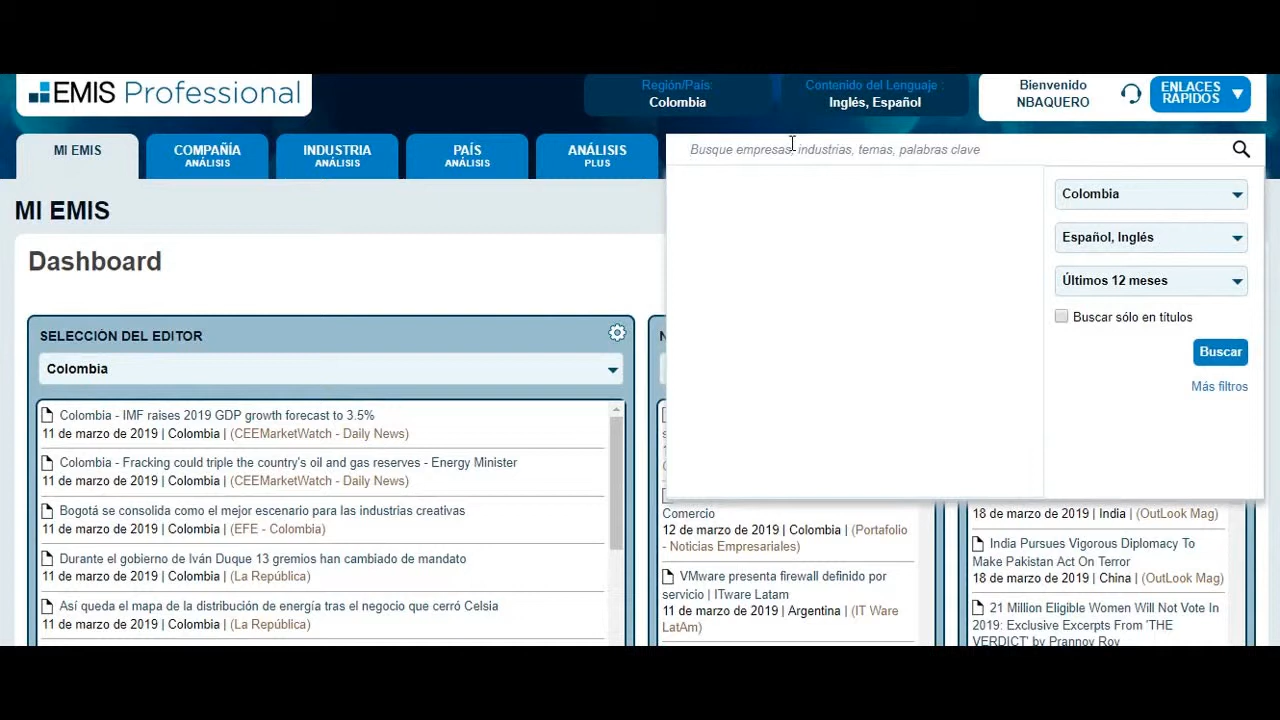 EMIS Professional
Región/País:
Colombia
Contenido del Lenguaje :
Inglés, Español
Bienvenido
NBAQUERO
ENLACES
RÁPIDOS
MI EMIS
COMPAÑÍA
ANÁLISIS
INDUSTRIA
ANÁLISIS
PAÍS
ANÁLISIS
ANÁLISIS
PLUS
Busque empresas, industrias, temas, palabras clave
Colombia
Español, Inglés
Últimos 12 meses
Buscar sólo en títulos
Buscar
Más filtros
MI EMIS
Dashboard
SELECCIÓN DEL EDITOR
Colombia
Colombia - IMF raises 2019 GDP growth forecast to 3.5%
11 de marzo de 2019 | Colombia | (CEEMarketWatch - Daily News)
Colombia - Fracking could triple the country's oil and gas reserves - Energy Minister
11 de marzo de 2019 | Colombia | (CEEMarketWatch - Daily News)
Bogotá se consolida como el mejor escenario para las industrias creativas
11 de marzo de 2019 | Colombia | (EFE - Colombia)
Durante el gobierno de Iván Duque 13 gremios han cambiado de mandato
11 de marzo de 2019 | Colombia | (La República)
Así queda el mapa de la distribución de energía tras el negocio que cerró Celsia
11 de marzo de 2019 | Colombia | (La República)
Comercio
12 de marzo de 2019 | Colombia | (Portafolio
- Noticias Empresariales)
VMware presenta firewall definido por
servicio | ITware Latam
11 de marzo de 2019 | Argentina | (IT Ware
LatAm)
18 de marzo de 2019 | India | (OutLook Mag)
India Pursues Vigorous Diplomacy To
Make Pakistan Act On Terror
18 de marzo de 2019 | China | (OutLook Mag)
21 Million Eligible Women Will Not Vote In
2019: Exclusive Excerpts From 'THE
VERDICT' by Prannoy Roy